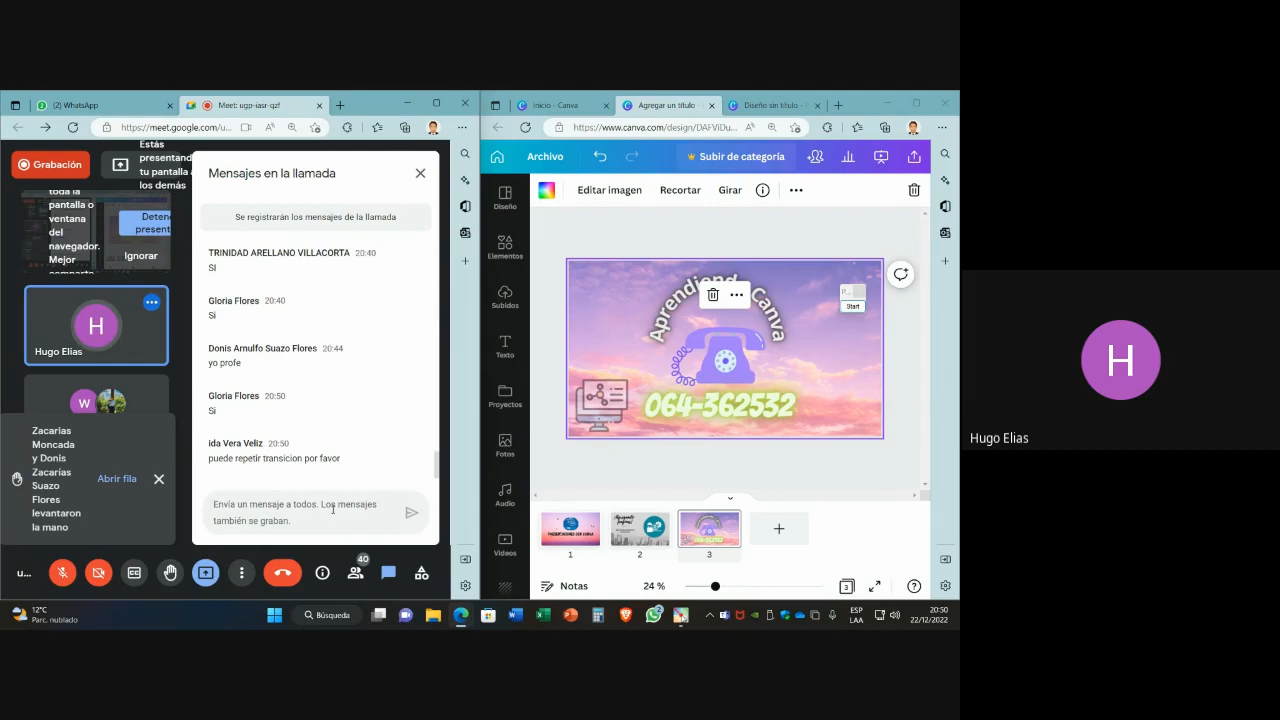 (2) WhatsApp
Meet: ugp-iasr-qzf
https://meet.google.com/u...
Grabación
Estás
presentando
tu pantalla a
los demás
toda la
pantalla o
ventana
del
navegador.
Mejor
comparta
Detene
present
Ignorar
H
Hugo Elias
W
Zacarias
Moncada
y Donis
Zacarías
Suazo
Flores
levantaron
la mano
Abrir fila
Mensajes en la llamada
Se registrarán los mensajes de la llamada
TRINIDAD ARELLANO VILLACORTA 20:40
SI
Gloria Flores 20:40
Si
Donis Arnulfo Suazo Flores 20:44
yo profe
Gloria Flores 20:50
Si
ida Vera Veliz 20:50
puede repetir transicion por favor
Envía un mensaje a todos. Los mensajes
también se graban.
u...
40
Inicio - Canva
Agregar un título -
Diseño sin título -
https://www.canva.com/design/DAFViDu...
Archivo
Subir de categoría
Editar imagen
Recortar
Girar
Diseño
Elementos
Subidos
Texto
Proyectos
Fotos
Audio
Videos
Aprendiend
Canva
P...
Start
064-362532
1
2
3
Notas
24 %
3
12°C
Parc. nublado
Búsqueda
ESP
LAA
20:50
22/12/2022
H
Hugo Elias